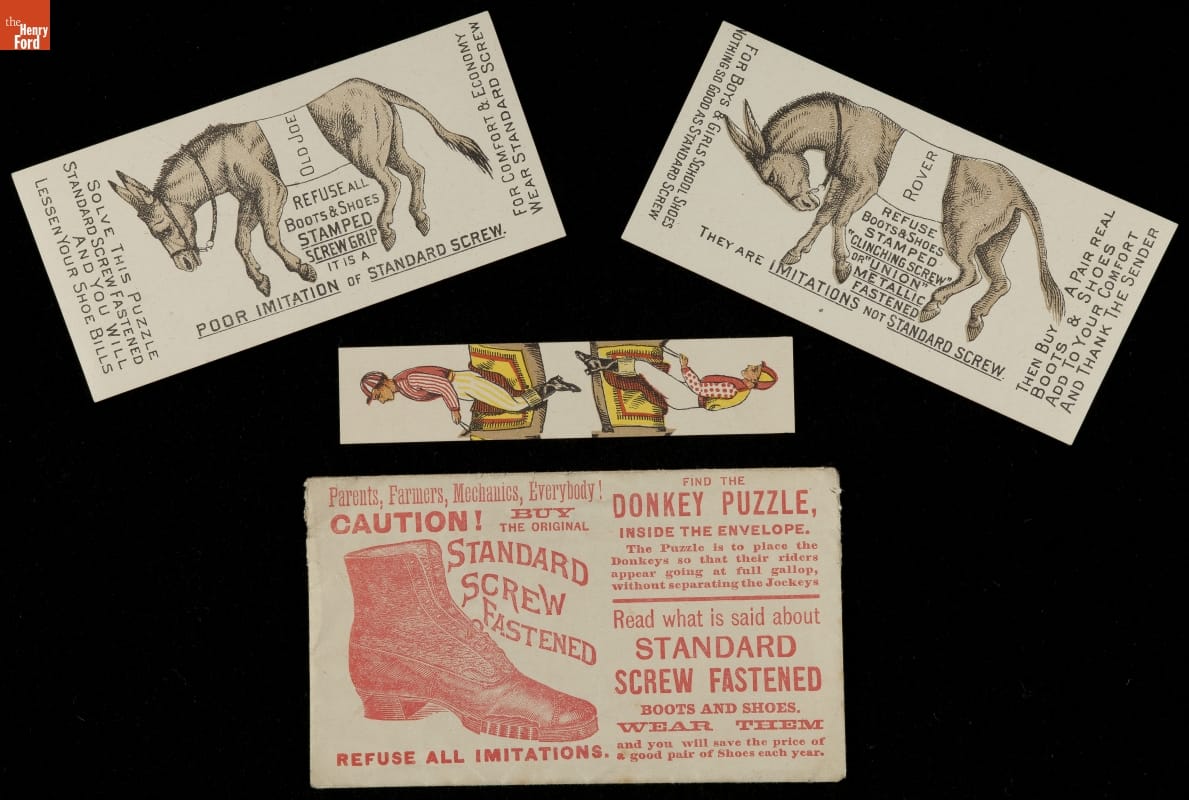 the
Henry
Ford
SOLVE THIS PUZZLE
STANDARD SCREW FASTENED
AND YOU WILL
LESSEN YOUR SHOE BILLS
OLD JOE
REFUSE ALL
BOOTS & SHOES
STAMPED
SCREW GRIP
IT IS A
POOR IMITATION OF STANDARD SCREW.
FOR COMFORT & ECONOMY
WEAR STANDARD SCREW
FOR BOYS & GIRLS SCHOOL SHOES
NOTHING SO GOOD AS STANDARD SCREW
ROVER
REFUSE
BOOTS & SHOES
STAMPED
"CLINCHING SCREW"
OR "UNION"
METALLIC
FASTENED
THEY ARE IMITATIONS NOT STANDARD SCREW.
THEN BUY A PAIR REAL
BOOTS & SHOES
ADD TO YOUR COMFORT
AND THANK THE SENDER
Parents, Farmers, Mechanics, Everybody!
CAUTION! BUY
THE ORIGINAL
STANDARD
SCREW
FASTENED
REFUSE ALL IMITATIONS.
FIND THE
DONKEY PUZZLE,
INSIDE THE ENVELOPE.
The Puzzle is to place the
Donkeys so that their riders
appear going at full gallop,
without separating the Jockeys
Read what is said about
STANDARD
SCREW FASTENED
BOOTS AND SHOES.
WEAR THEM
and you will save the price of
a good pair of Shoes each year.